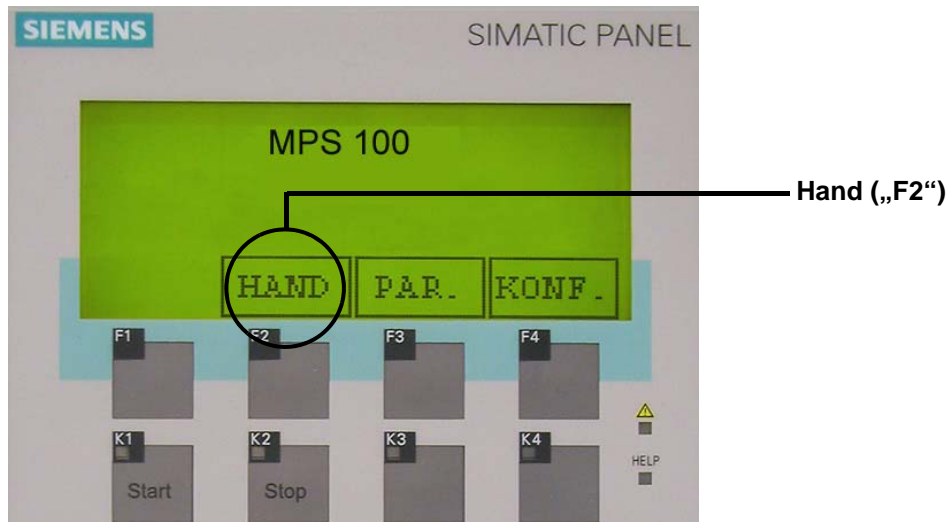 SIEMENS
SIMATIC PANEL
MPS 100
Hand („F2“)
HAND PAR. KONF.
F1 F2 F3 F4
K1 K2 K3 K4
HELP
Start Stop